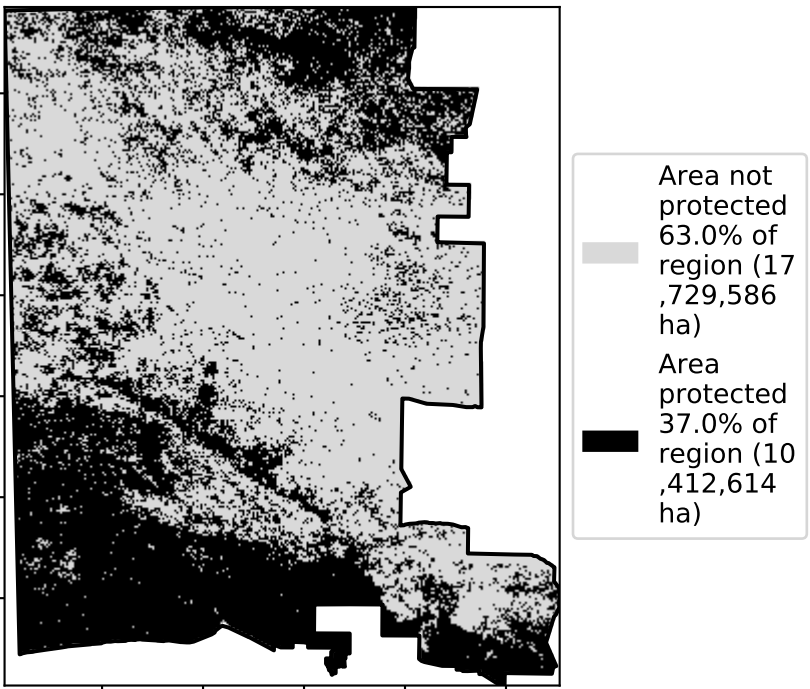 Area not
protected
63.0% of
region (17
,729,586
ha)
Area
protected
37.0% of
region (10
,412,614
ha)